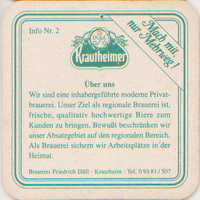 Info Nr. 2
Krautheimer
Mach mit
nur Mehrweg!
Über uns
Wir sind eine inhabergeführte moderne Privat-
brauerei. Unser Ziel als regionale Brauerei ist,
frische, qualitativ hochwertige Biere zum
Kunden zu bringen. Bewußt beschränken wir
unser Absatzgebiet auf den regionalen Bereich.
Als Brauerei sichern wir Arbeitsplätze in der
Heimat.
Brauerei Friedrich Düll - Krautheim - Tel. 0 93 81 / 507